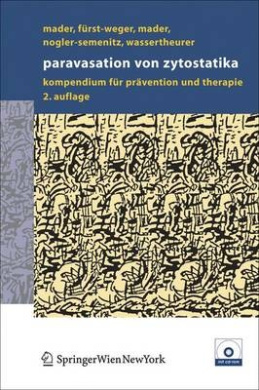 mader, fürst-weger, mader,
nogler-semenitz, wassertheurer
paravasation von zytostatika
kompendium für prävention und therapie
2. auflage
SpringerWienNewYork